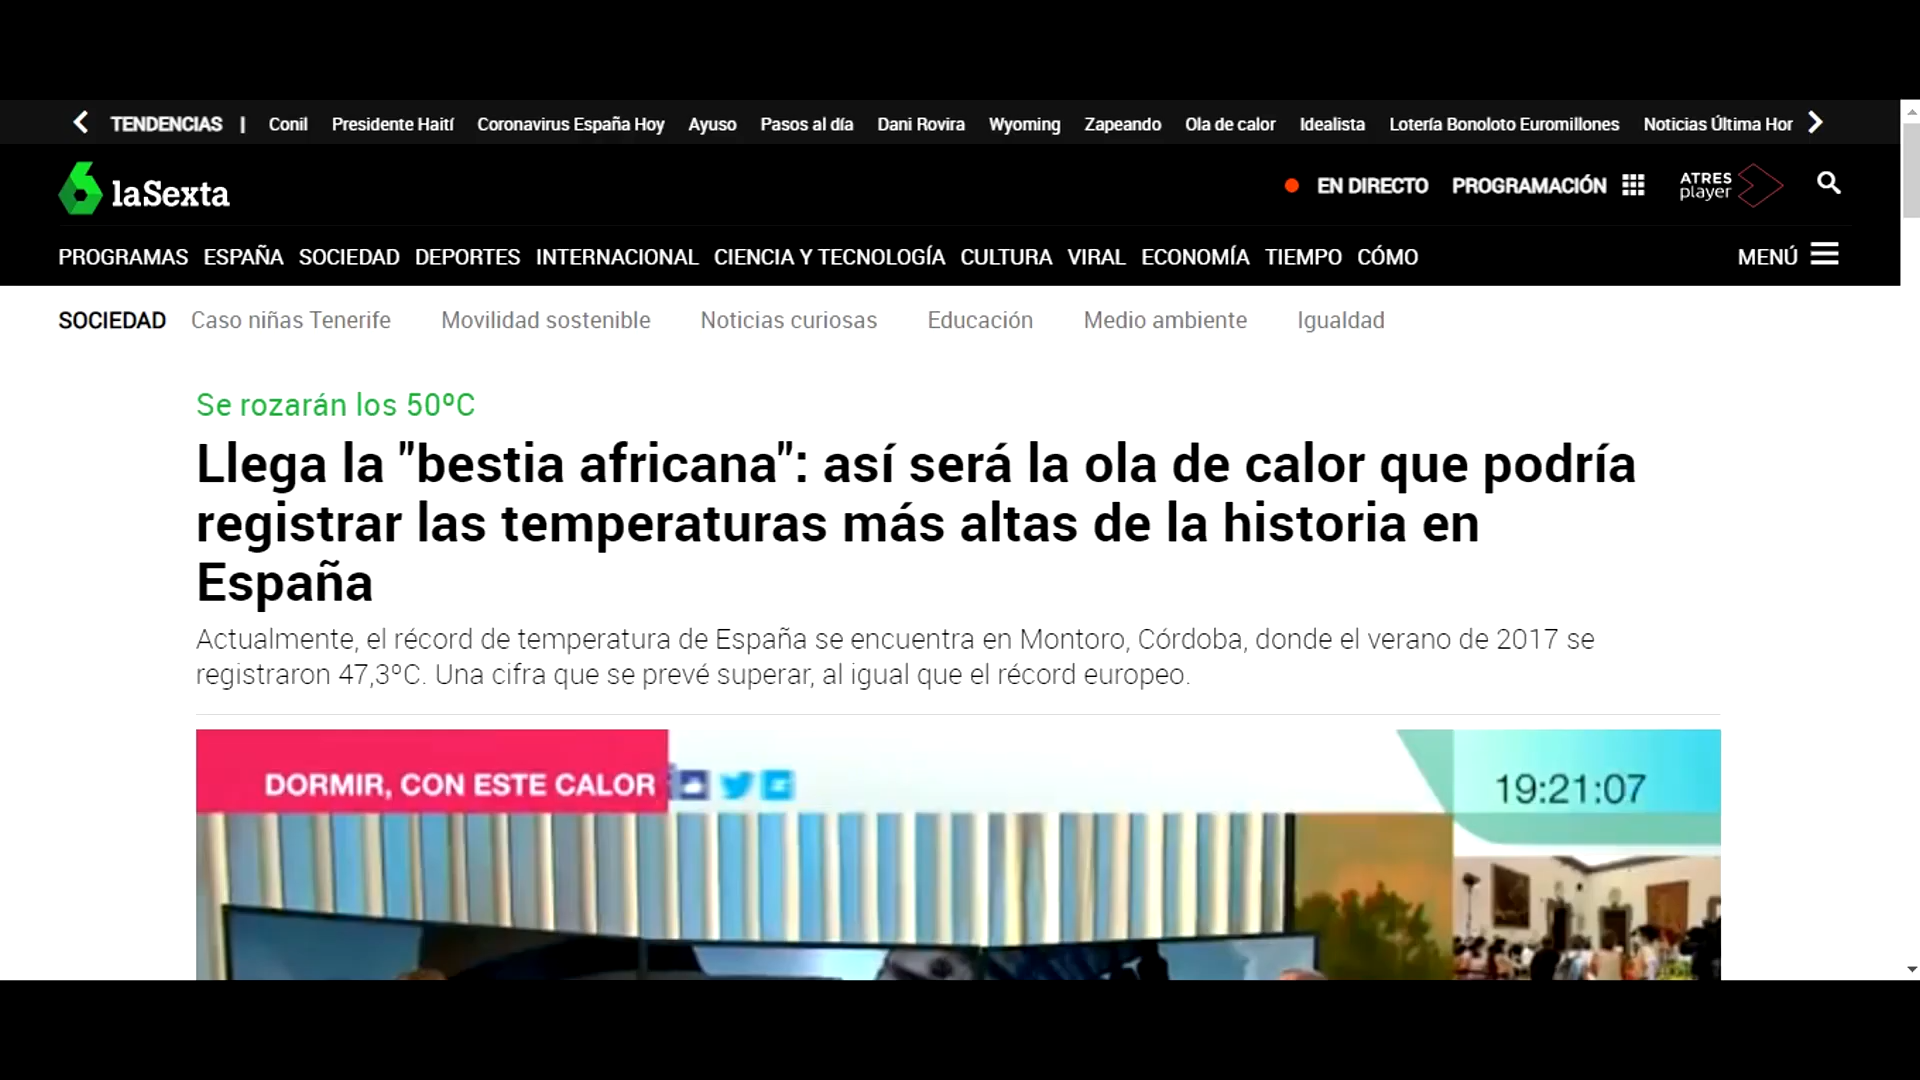 TENDENCIAS | Conil Presidente Haití Coronavirus España Hoy Ayuso Pasos al día Dani Rovira Wyoming Zapeando Ola de calor Idealista Lotería Bonoloto Euromillones Noticias Última Hor
laSexta EN DIRECTO PROGRAMACIÓN ATRES player
PROGRAMAS ESPAÑA SOCIEDAD DEPORTES INTERNACIONAL CIENCIA Y TECNOLOGÍA CULTURA VIRAL ECONOMÍA TIEMPO CÓMO MENÚ
SOCIEDAD Caso niñas Tenerife Movilidad sostenible Noticias curiosas Educación Medio ambiente Igualdad
Se rozarán los 50ºC
Llega la "bestia africana": así será la ola de calor que podría
registrar las temperaturas más altas de la historia en
España
Actualmente, el récord de temperatura de España se encuentra en Montoro, Córdoba, donde el verano de 2017 se
registraron 47,3ºC. Una cifra que se prevé superar, al igual que el récord europeo.
DORMIR, CON ESTE CALOR 19:21:07